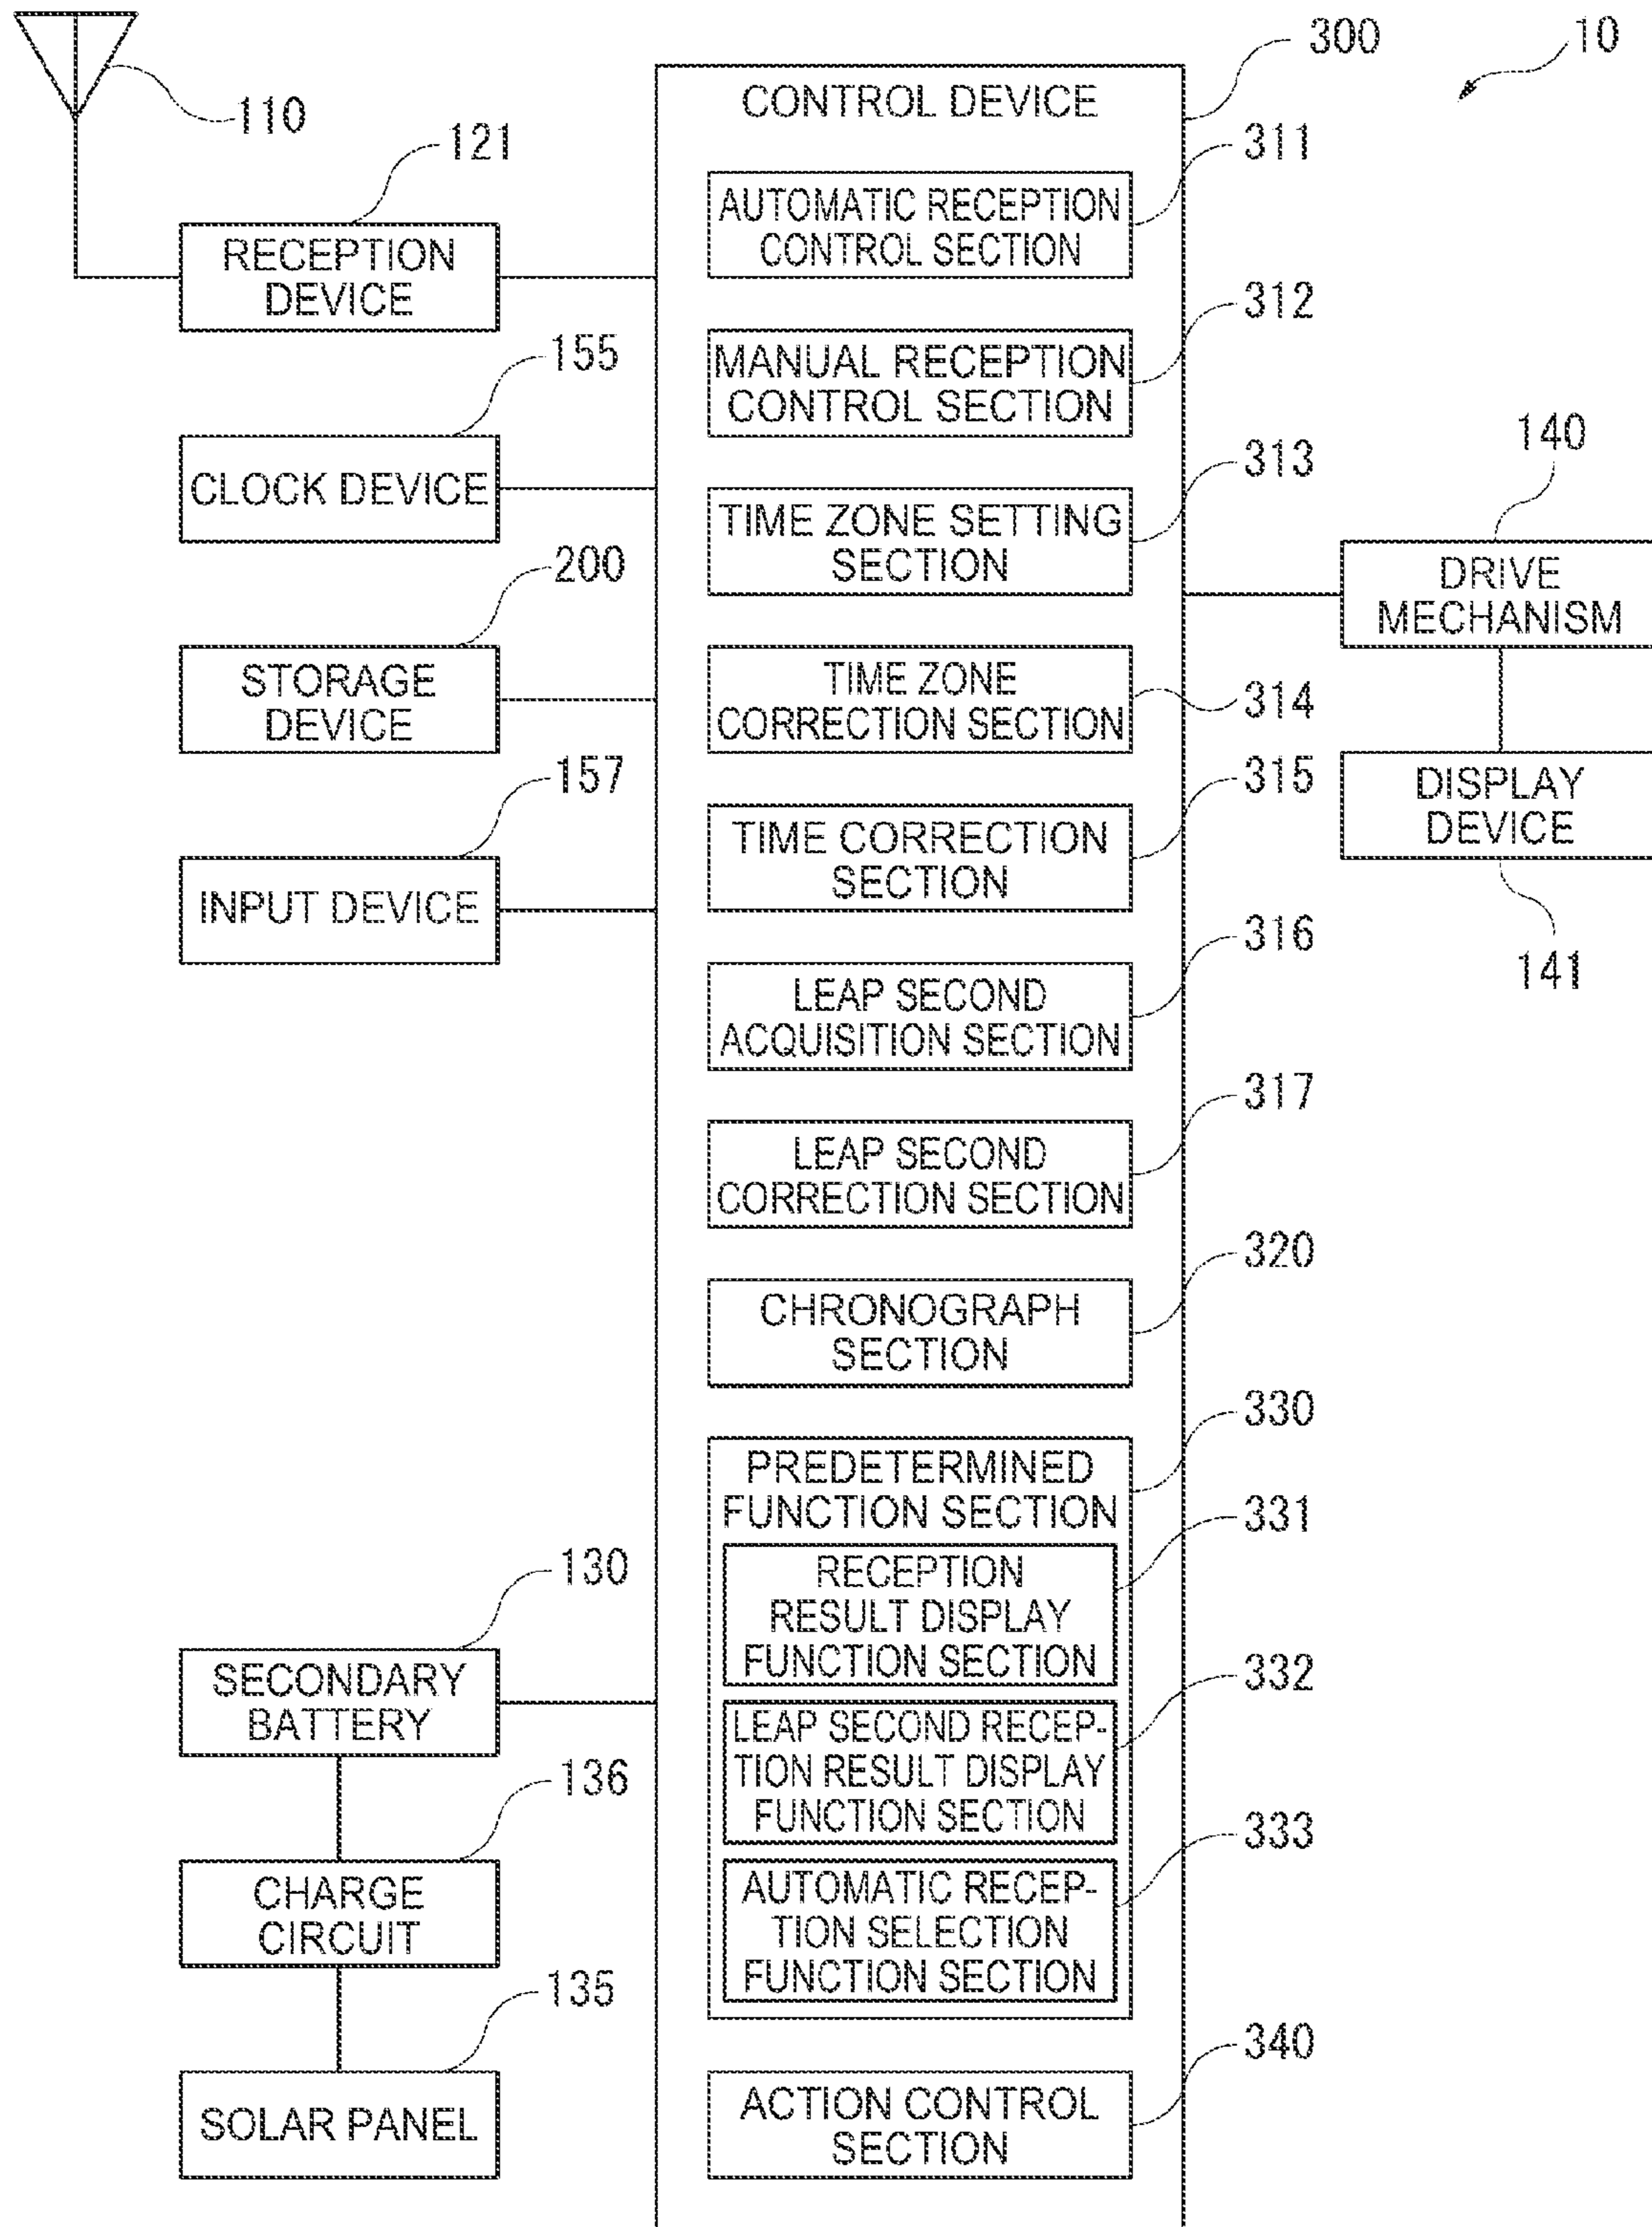 10
300
CONTROL DEVICE
110
121
RECEPTION
DEVICE
155
CLOCK DEVICE
200
STORAGE
DEVICE
157
INPUT DEVICE
130
SECONDARY
BATTERY
136
CHARGE
CIRCUIT
135
SOLAR PANEL
311
AUTOMATIC RECEPTION
CONTROL SECTION
312
MANUAL RECEPTION
CONTROL SECTION
313
TIME ZONE SETTING
SECTION
314
TIME ZONE
CORRECTION SECTION
315
TIME CORRECTION
SECTION
316
LEAP SECOND
ACQUISITION SECTION
317
LEAP SECOND
CORRECTION SECTION
320
CHRONOGRAPH
SECTION
330
PREDETERMINED
FUNCTION SECTION
331
RECEPTION
RESULT DISPLAY
FUNCTION SECTION
332
LEAP SECOND RECEP-
TION RESULT DISPLAY
FUNCTION SECTION
333
AUTOMATIC RECEP-
TION SELECTION
FUNCTION SECTION
340
ACTION CONTROL
SECTION
140
DRIVE
MECHANISM
DISPLAY
DEVICE
141